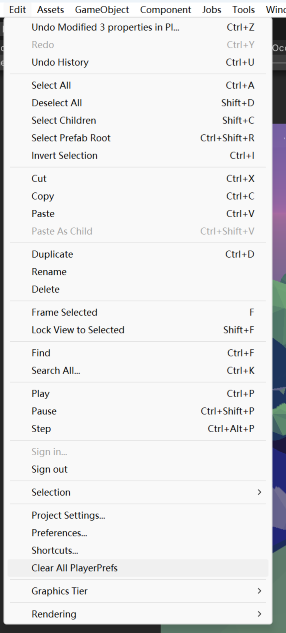 Edit Assets GameObject Component Jobs Tools
Undo Modified 3 properties in Pl... Ctrl+Z
Redo Ctrl+Y
Undo History Ctrl+U
Select All Ctrl+A
Deselect All Shift+D
Select Children Shift+C
Select Prefab Root Ctrl+Shift+R
Invert Selection Ctrl+I
Cut Ctrl+X
Copy Ctrl+C
Paste Ctrl+V
Paste As Child Ctrl+Shift+V
Duplicate Ctrl+D
Rename
Delete
Frame Selected F
Lock View to Selected Shift+F
Find Ctrl+F
Search All... Ctrl+K
Play Ctrl+P
Pause Ctrl+Shift+P
Step Ctrl+Alt+P
Sign in...
Sign out
Selection
Project Settings...
Preferences...
Shortcuts...
Clear All PlayerPrefs
Graphics Tier
Rendering